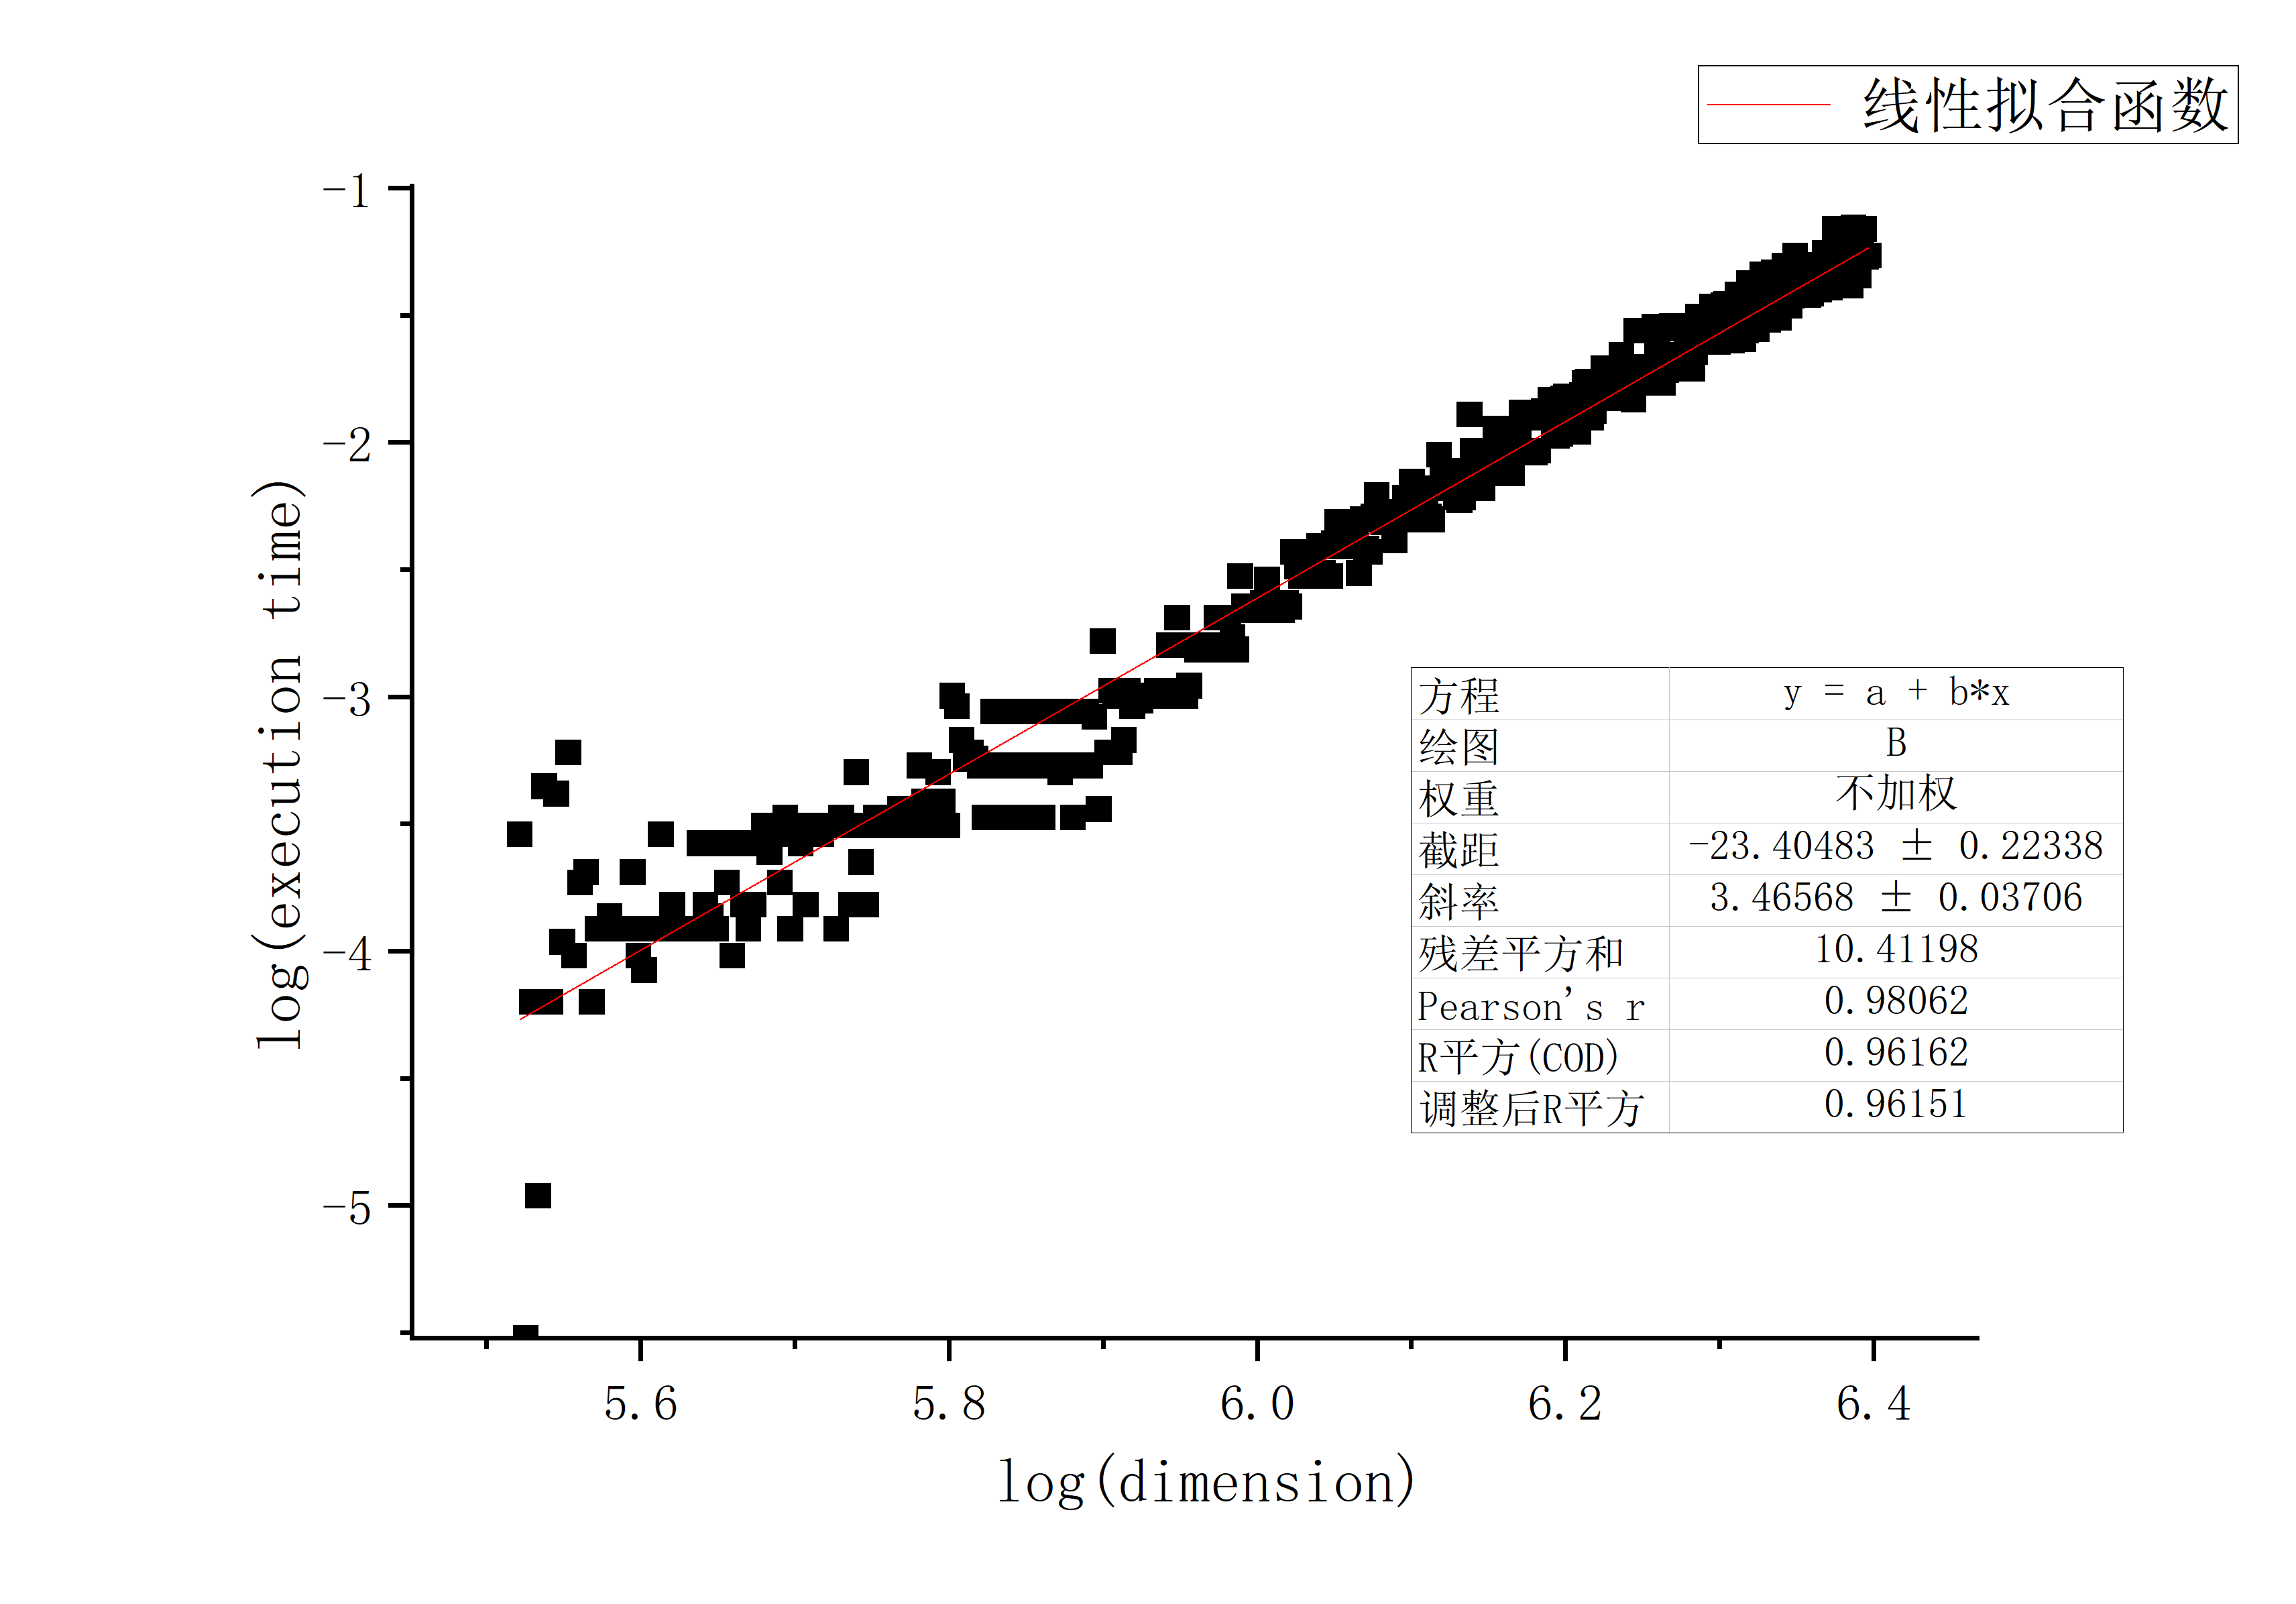 线性拟合函数
-1
-2
-3
-4
-5
log(execution time)
方程 y = a + b*x
绘图 B
权重 不加权
截距 -23.40483 ± 0.22338
斜率 3.46568 ± 0.03706
残差平方和 10.41198
Pearson's r 0.98062
R平方(COD) 0.96162
调整后R平方 0.96151
5.6 5.8 6.0 6.2 6.4
log(dimension)